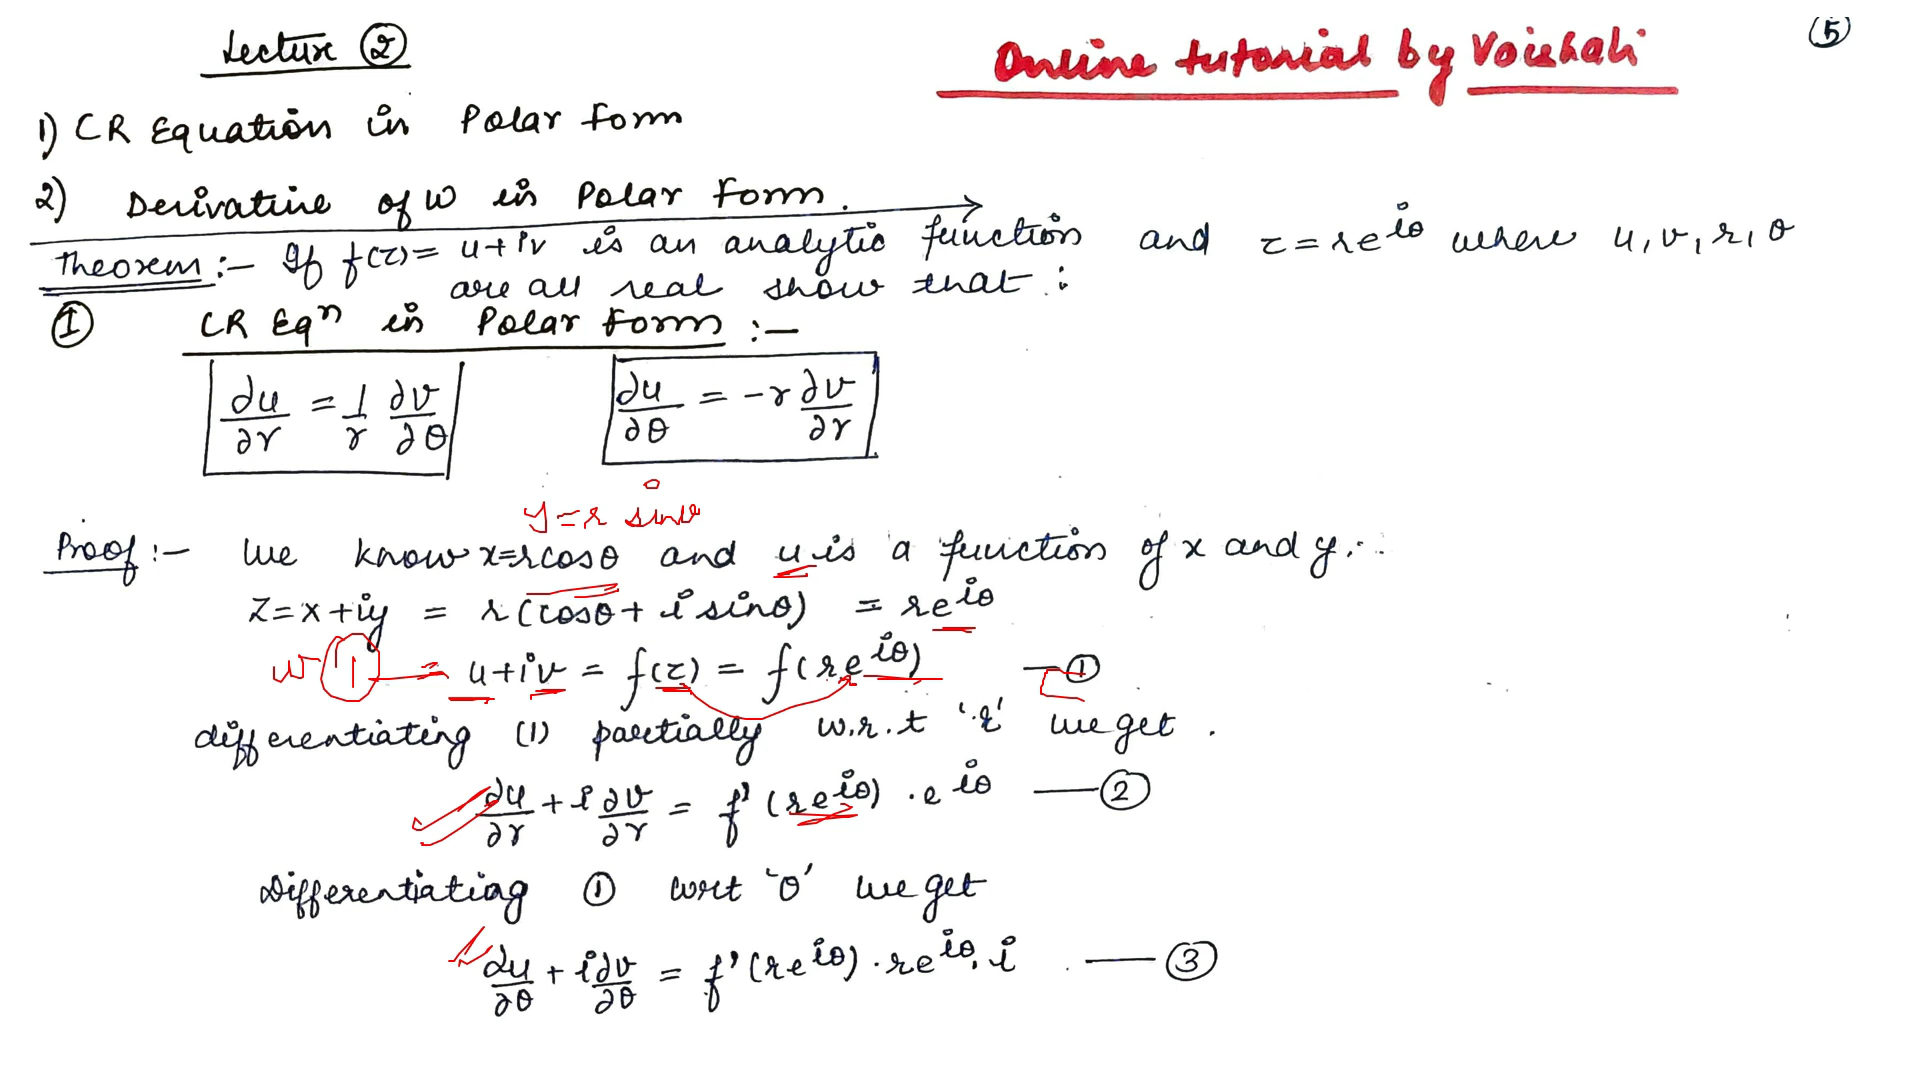 Lecture ②
Online tutorial by Vaishali
⑤
1) CR Equation in Polar form
2) Derivative of w in Polar Form.
Theorem :- If f(z) = u+iv is an analytic function and z = re^iθ where u, v, r, θ
are all real show that :
Ⓘ CR Eqⁿ in Polar Form :-
∂u/∂r = 1/r ∂v/∂θ    ∂u/∂θ = -r ∂v/∂r
y = r sinθ
Proof :- We know x=rcosθ and u is a function of x and y.
Z = x+iy = r(cosθ + i sinθ) = re^iθ
w = u+iv = f(z) = f(re^iθ) —①
differentiating (1) partially w.r.t 'r' we get .
∂u/∂r + i ∂v/∂r = f'(re^iθ) . e^iθ —②
Differentiating ① wrt 'θ' we get
∂u/∂θ + i ∂v/∂θ = f'(re^iθ) . re^iθ . i —③